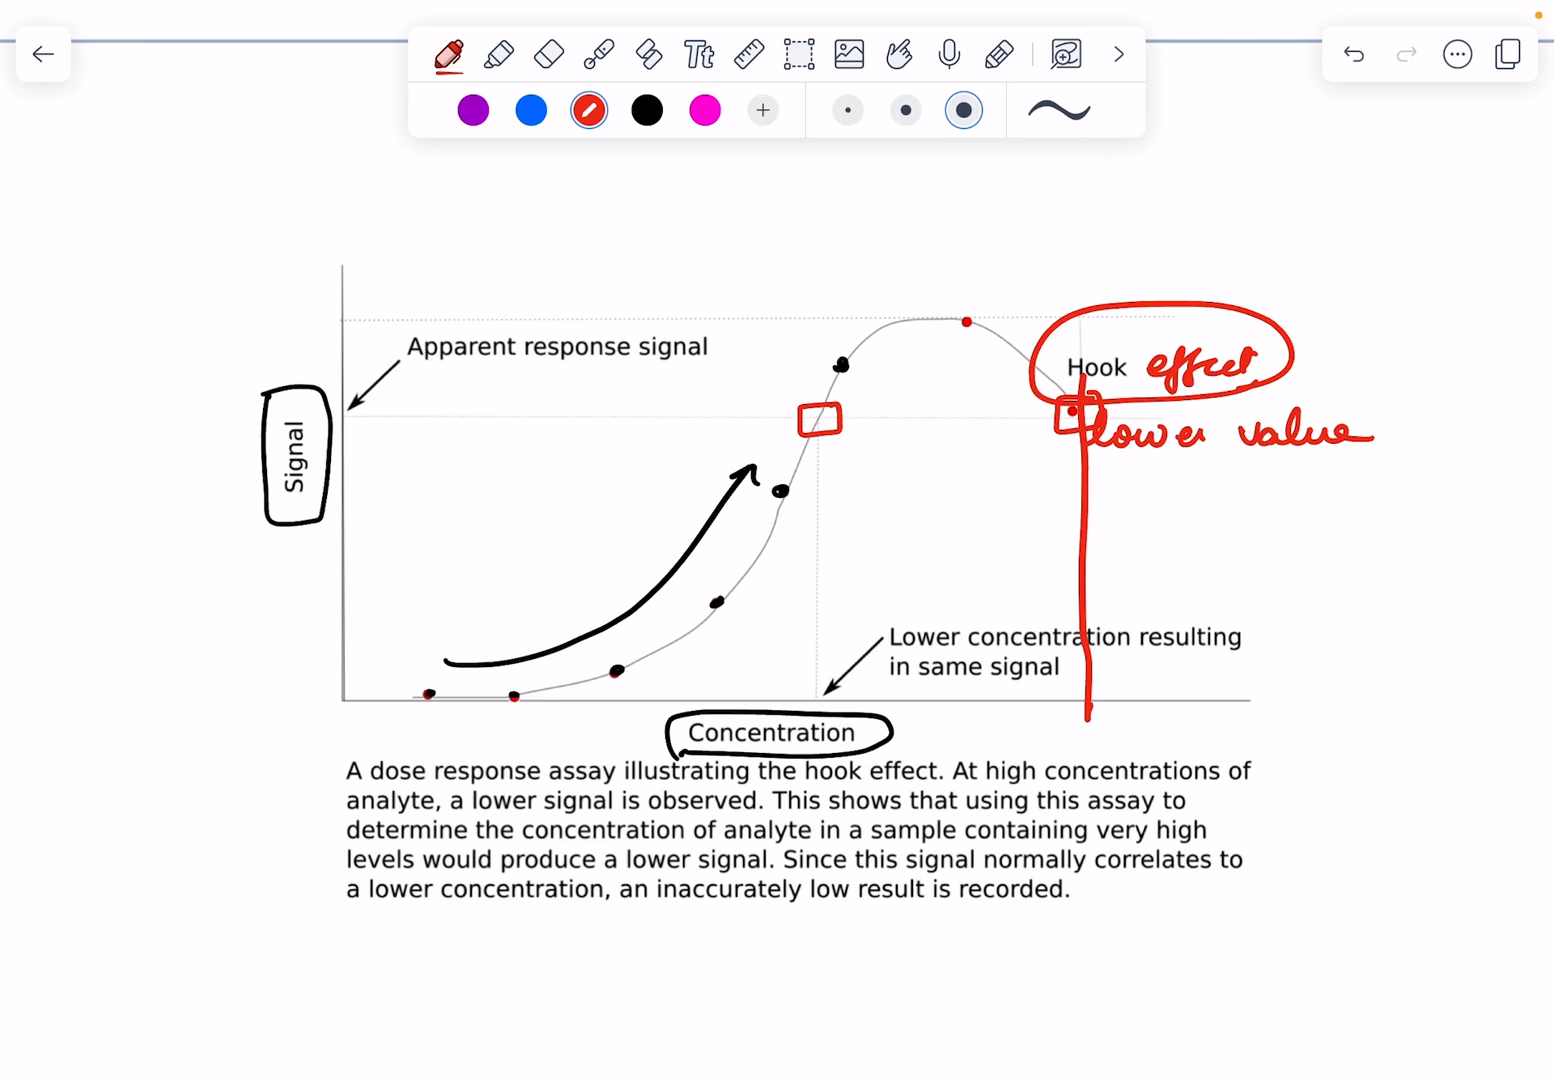 Tt
Apparent response signal
Hook effect
lower value
Signal
Lower concentration resulting
in same signal
Concentration
A dose response assay illustrating the hook effect. At high concentrations of
analyte, a lower signal is observed. This shows that using this assay to
determine the concentration of analyte in a sample containing very high
levels would produce a lower signal. Since this signal normally correlates to
a lower concentration, an inaccurately low result is recorded.